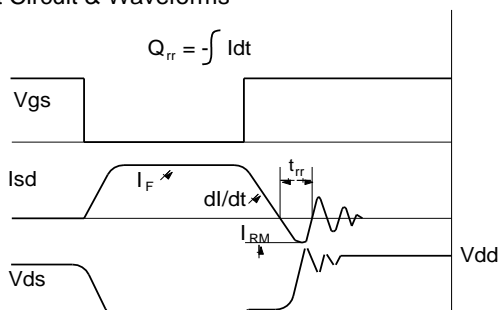 Circuit & Waveforms
Qrr = -∫ Idt
Vgs
Isd
IF
dI/dt
trr
IRM
Vdd
Vds